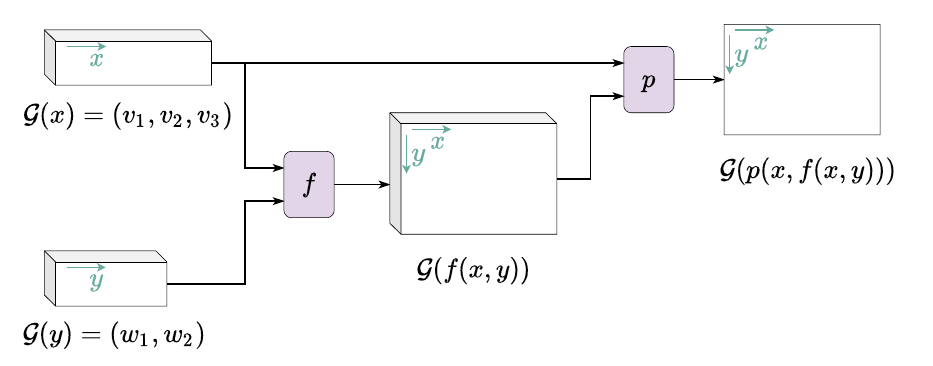 x
𝒢(x) = (v₁, v₂, v₃)
f
y
𝒢(y) = (w₁, w₂)
x
y
𝒢(f(x, y))
p
x
y
𝒢(p(x, f(x, y)))